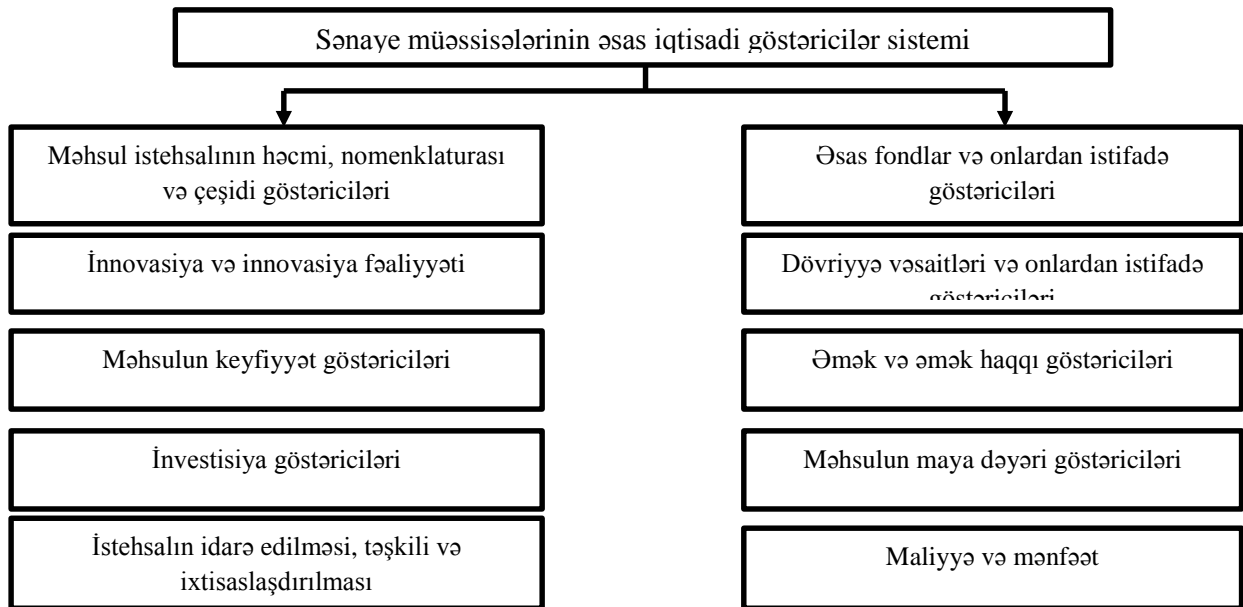 Sənaye müəssisələrinin əsas iqtisadi göstəricilər sistemi
Məhsul istehsalının həcmi, nomenklaturası
və çeşidi göstəriciləri
İnnovasiya və innovasiya fəaliyyəti
Məhsulun keyfiyyət göstəriciləri
İnvestisiya göstəriciləri
İstehsalın idarə edilməsi, təşkili və
ixtisaslaşdırılması
Əsas fondlar və onlardan istifadə
göstəriciləri
Dövriyyə vəsaitləri və onlardan istifadə
göstəriciləri
Əmək və əmək haqqı göstəriciləri
Məhsulun maya dəyəri göstəriciləri
Maliyyə və mənfəət